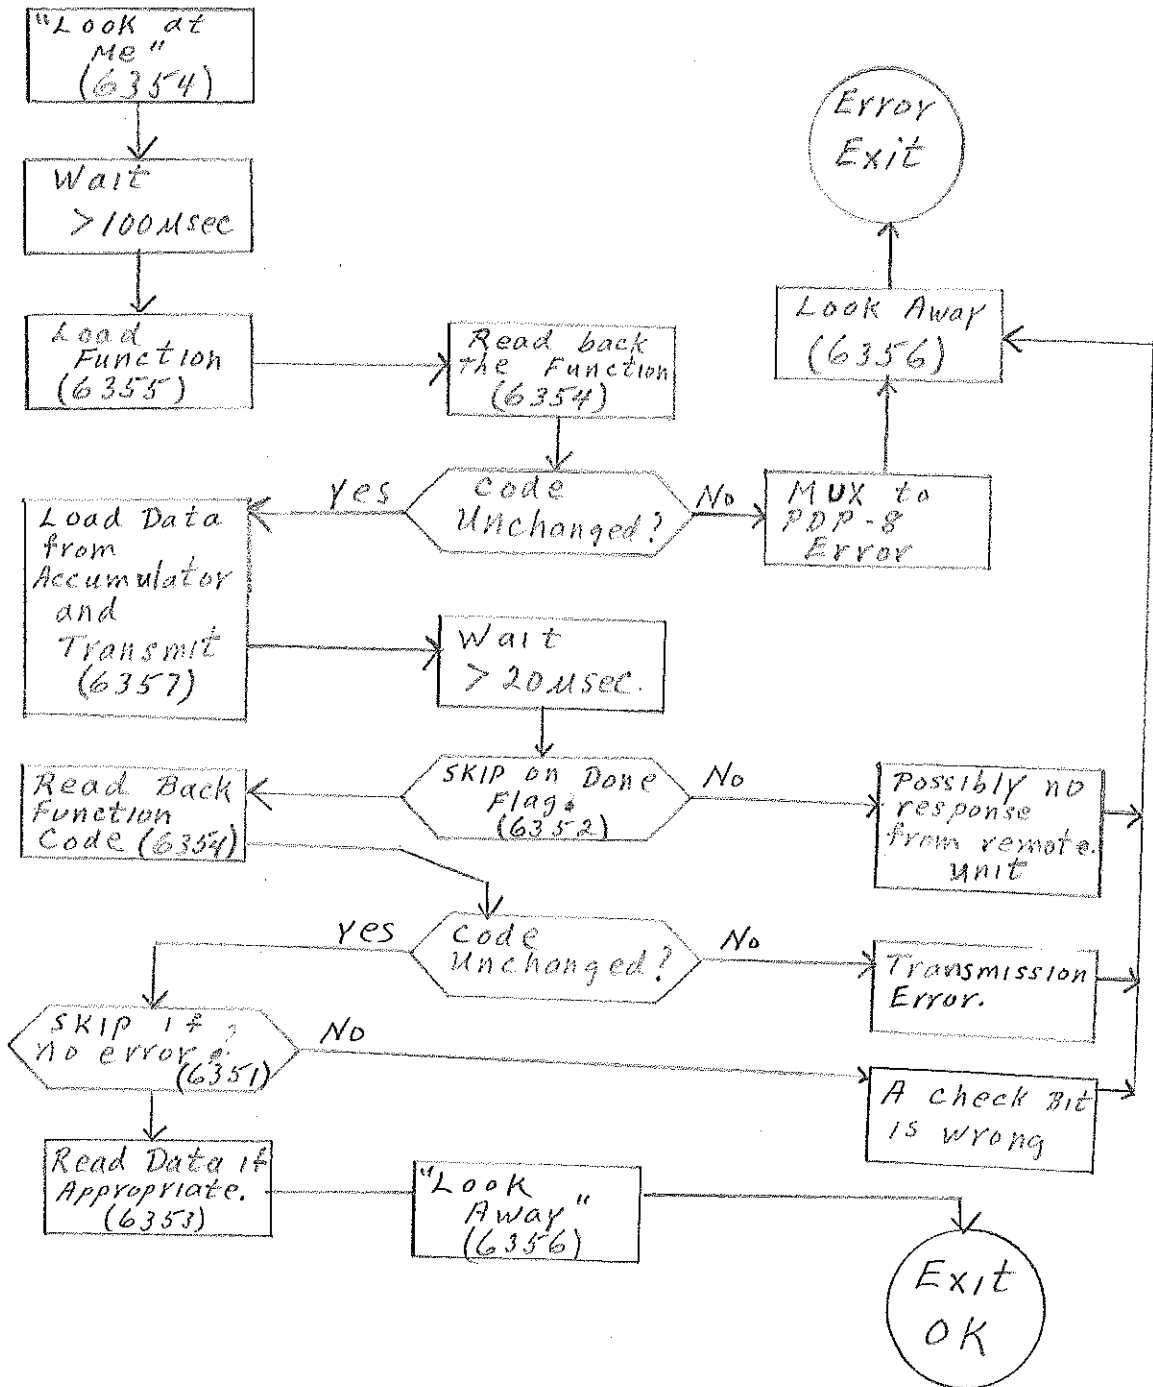 "Look at
Me"
(6354)
Wait
>100µsec
Load
Function
(6355)
Read back
the Function
(6354)
Error
Exit
Look Away
(6356)
Code
Unchanged?
Yes
No
MUX to
PDP-8
Error
Load Data
from
Accumulator
and
Transmit
(6357)
Wait
>20µsec.
SKIP on Done
Flag?
(6352)
No
Possibly no
response
from remote.
unit
Read Back
Function
Code (6354)
Code
Unchanged?
Yes
No
Transmission
Error.
SKIP if
no error?
(6351)
No
A check Bit
is wrong
Read Data if
Appropriate.
(6353)
"Look
Away"
(6356)
Exit
OK